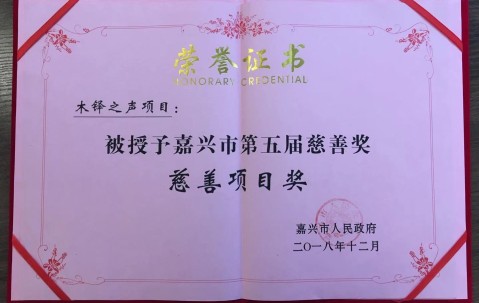 荣誉证书
HONORARY CREDENTIAL
木铎之声项目：
被授予嘉兴市第五届慈善奖
慈善项目奖
嘉兴市人民政府
二〇一八年十二月